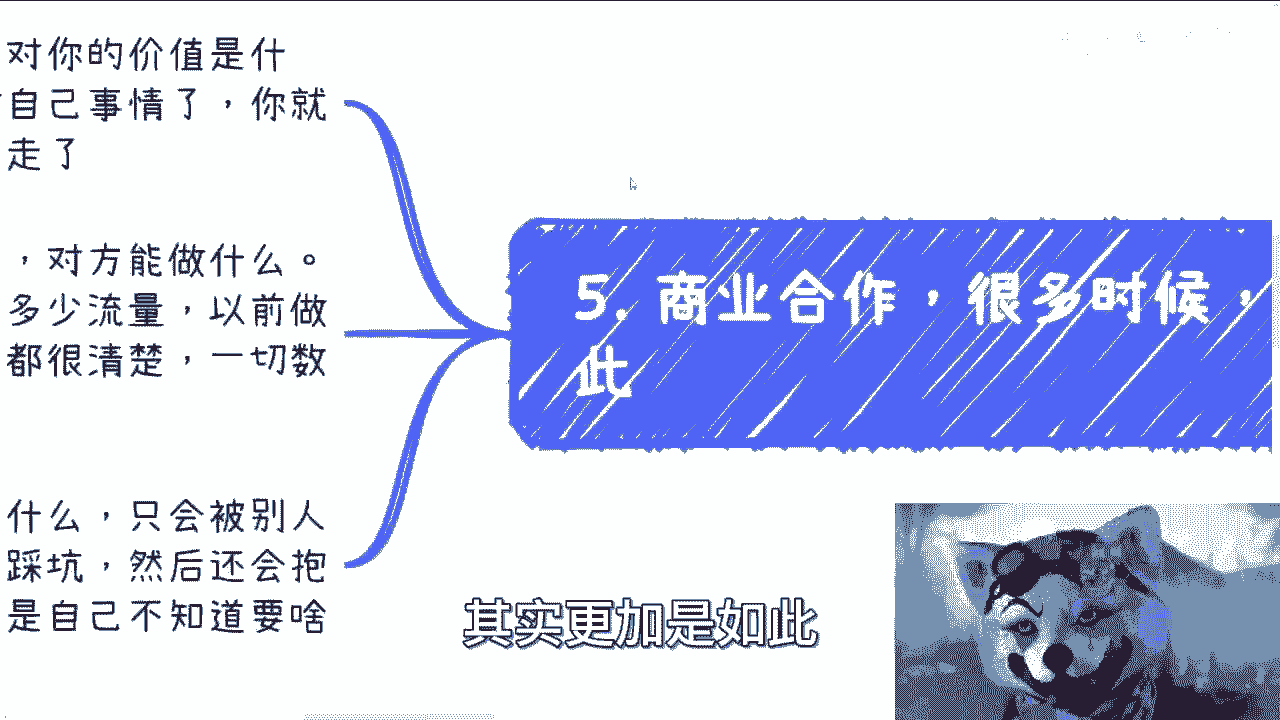 对你的价值是什
自己事情了，你就
走了
，对方能做什么。
多少流量，以前做
都很清楚，一切数
什么，只会被别人
踩坑，然后还会抱
是自己不知道要啥
5. 商业合作，很多时候，
此
其实更加是如此